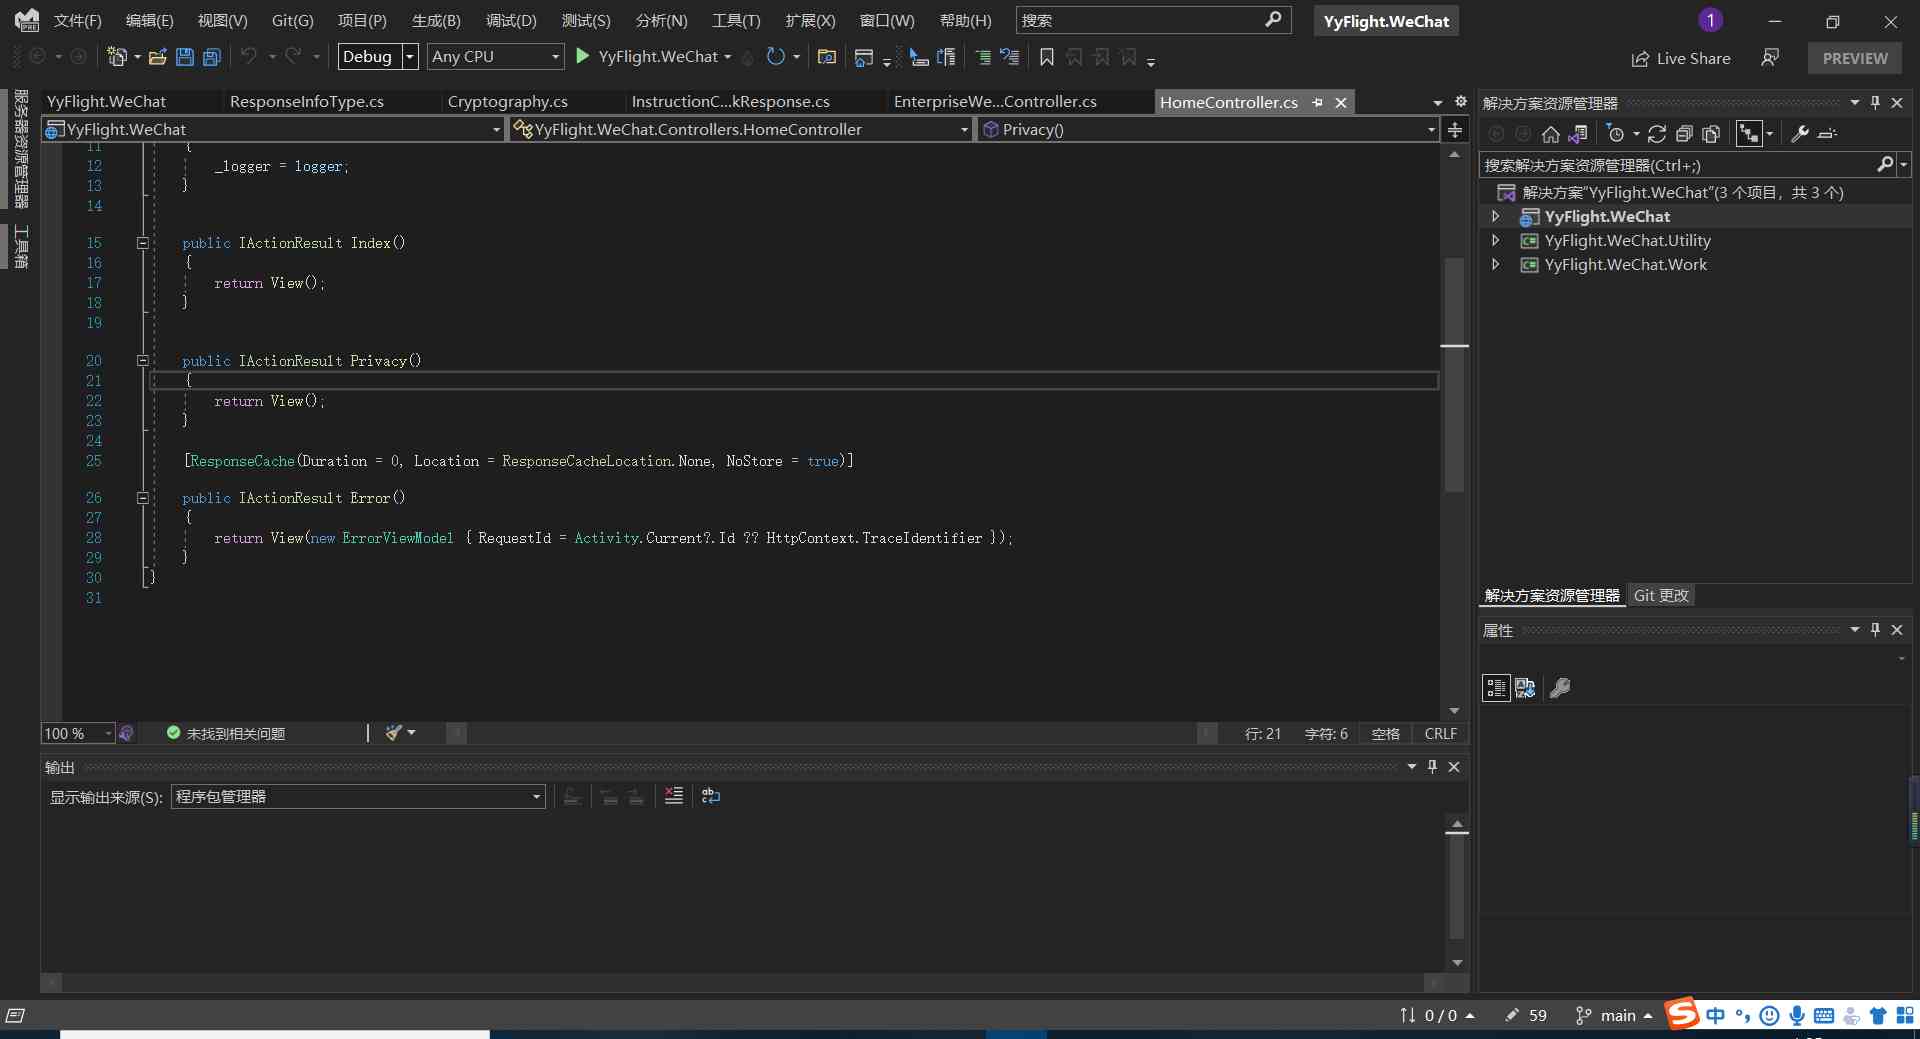 文件(F) 编辑(E) 视图(V) Git(G) 项目(P) 生成(B) 调试(D) 测试(S) 分析(N) 工具(T) 扩展(X) 窗口(W) 帮助(H) 搜索 YyFlight.WeChat 1
Debug Any CPU YyFlight.WeChat Live Share PREVIEW
服务器资源管理器
工具箱
YyFlight.WeChat ResponseInfoType.cs Cryptography.cs InstructionC...kResponse.cs EnterpriseWe...Controller.cs HomeController.cs
YyFlight.WeChat YyFlight.WeChat.Controllers.HomeController Privacy()
11 {
12 _logger = logger;
13 }
14
15 public IActionResult Index()
16 {
17 return View();
18 }
19
20 public IActionResult Privacy()
21 {
22 return View();
23 }
24
25 [ResponseCache(Duration = 0, Location = ResponseCacheLocation.None, NoStore = true)]
26 public IActionResult Error()
27 {
28 return View(new ErrorViewModel { RequestId = Activity.Current?.Id ?? HttpContext.TraceIdentifier });
29 }
30 }
31
100 % 未找到相关问题 行: 21 字符: 6 空格 CRLF
输出
显示输出来源(S): 程序包管理器
解决方案资源管理器
搜索解决方案资源管理器(Ctrl+;)
解决方案"YyFlight.WeChat"(3 个项目，共 3 个)
YyFlight.WeChat
YyFlight.WeChat.Utility
YyFlight.WeChat.Work
解决方案资源管理器 Git 更改
属性
0 / 0 59 main 中